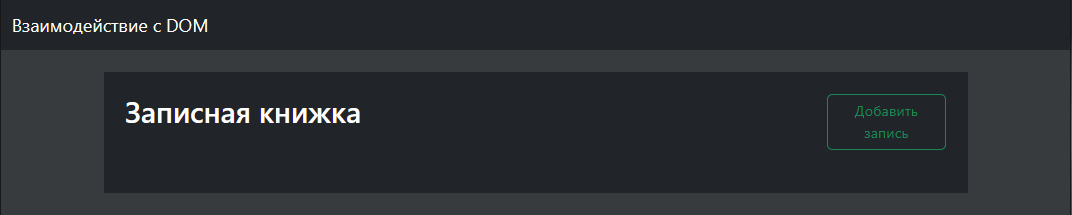 Взаимодействие с DOM
Записная книжка
Добавить
запись